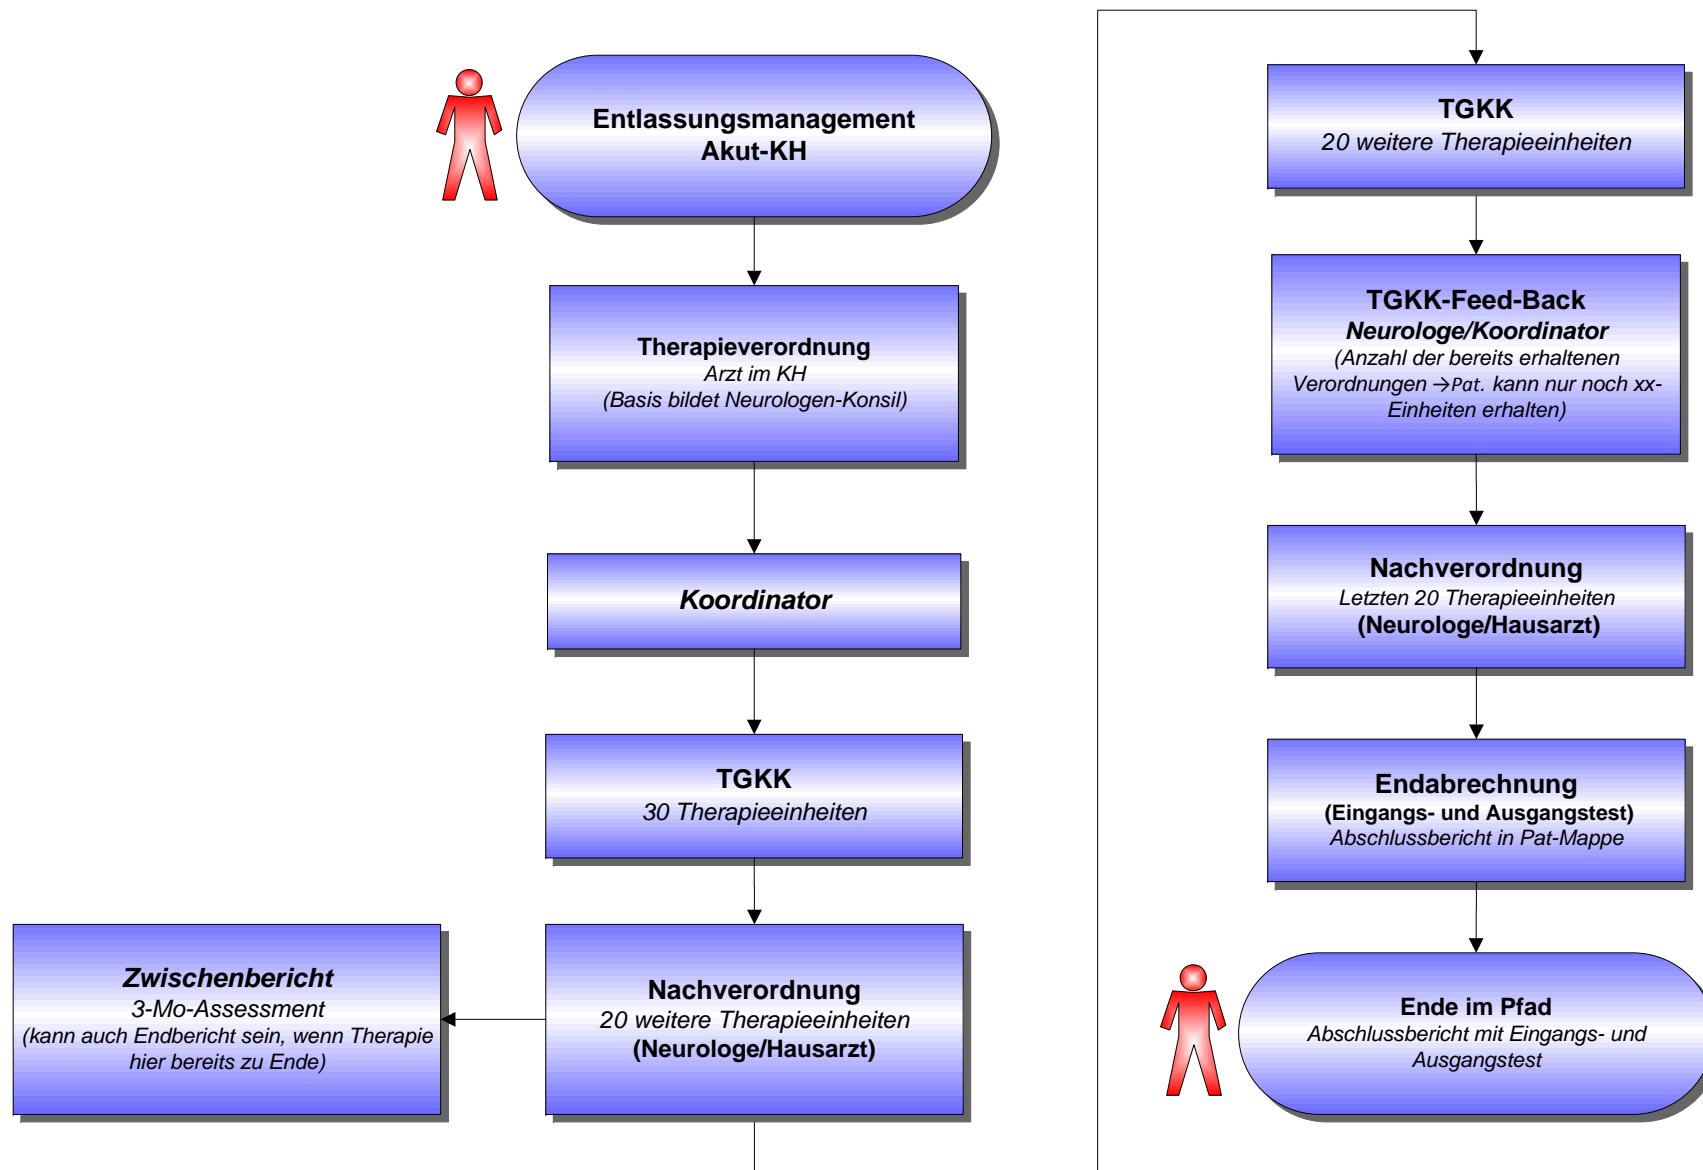 Entlassungsmanagement
Akut-KH
Therapieverordnung
Arzt im KH
(Basis bildet Neurologen-Konsil)
Koordinator
TGKK
30 Therapieeinheiten
Nachverordnung
20 weitere Therapieeinheiten
(Neurologe/Hausarzt)
Zwischenbericht
3-Mo-Assessment
(kann auch Endbericht sein, wenn Therapie
hier bereits zu Ende)
TGKK
20 weitere Therapieeinheiten
TGKK-Feed-Back
Neurologe/Koordinator
(Anzahl der bereits erhaltenen
Verordnungen →Pat. kann nur noch xx-
Einheiten erhalten)
Nachverordnung
Letzten 20 Therapieeinheiten
(Neurologe/Hausarzt)
Endabrechnung
(Eingangs- und Ausgangstest)
Abschlussbericht in Pat-Mappe
Ende im Pfad
Abschlussbericht mit Eingangs- und
Ausgangstest